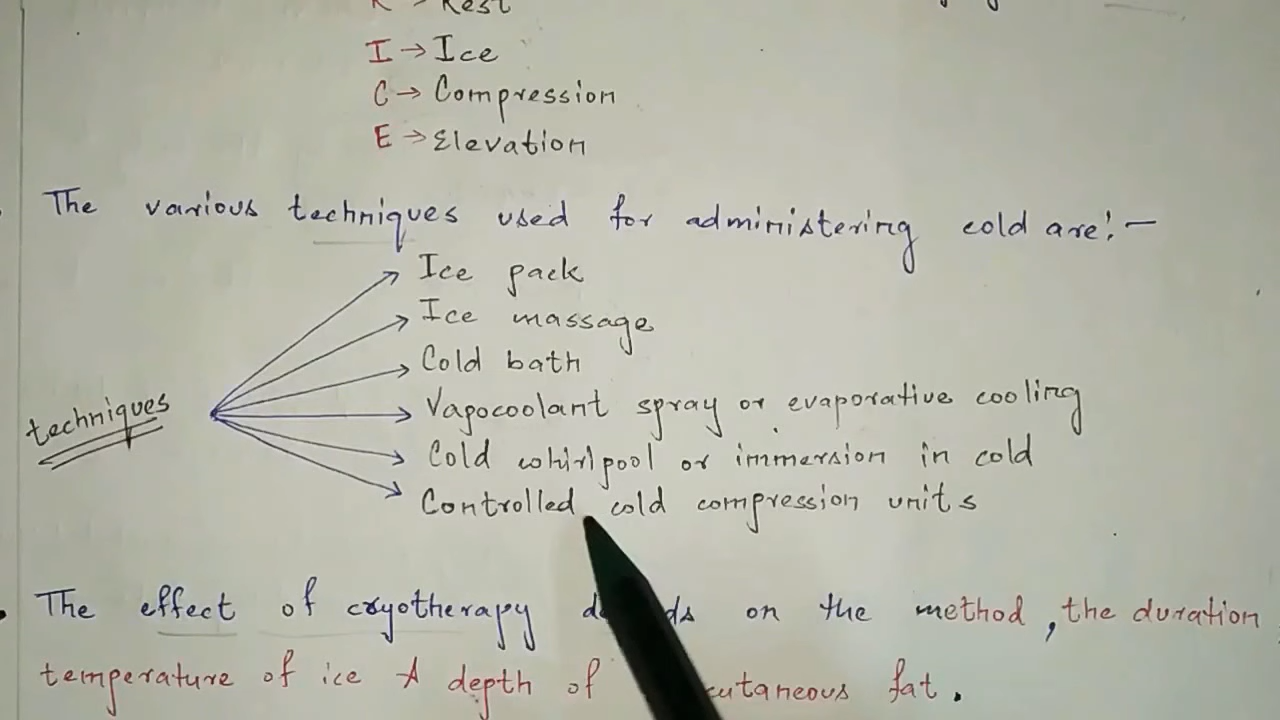 R → Rest
I → Ice
C → Compression
E → Elevation
The various techniques used for administering cold are:-
Ice pack
Ice massage
Cold bath
techniques
Vapocoolant spray or evaporative cooling
Cold whirlpool or immersion in cold
Controlled cold compression units
The effect of cryotherapy on the method, the duration
temperature of ice & depth of fat.